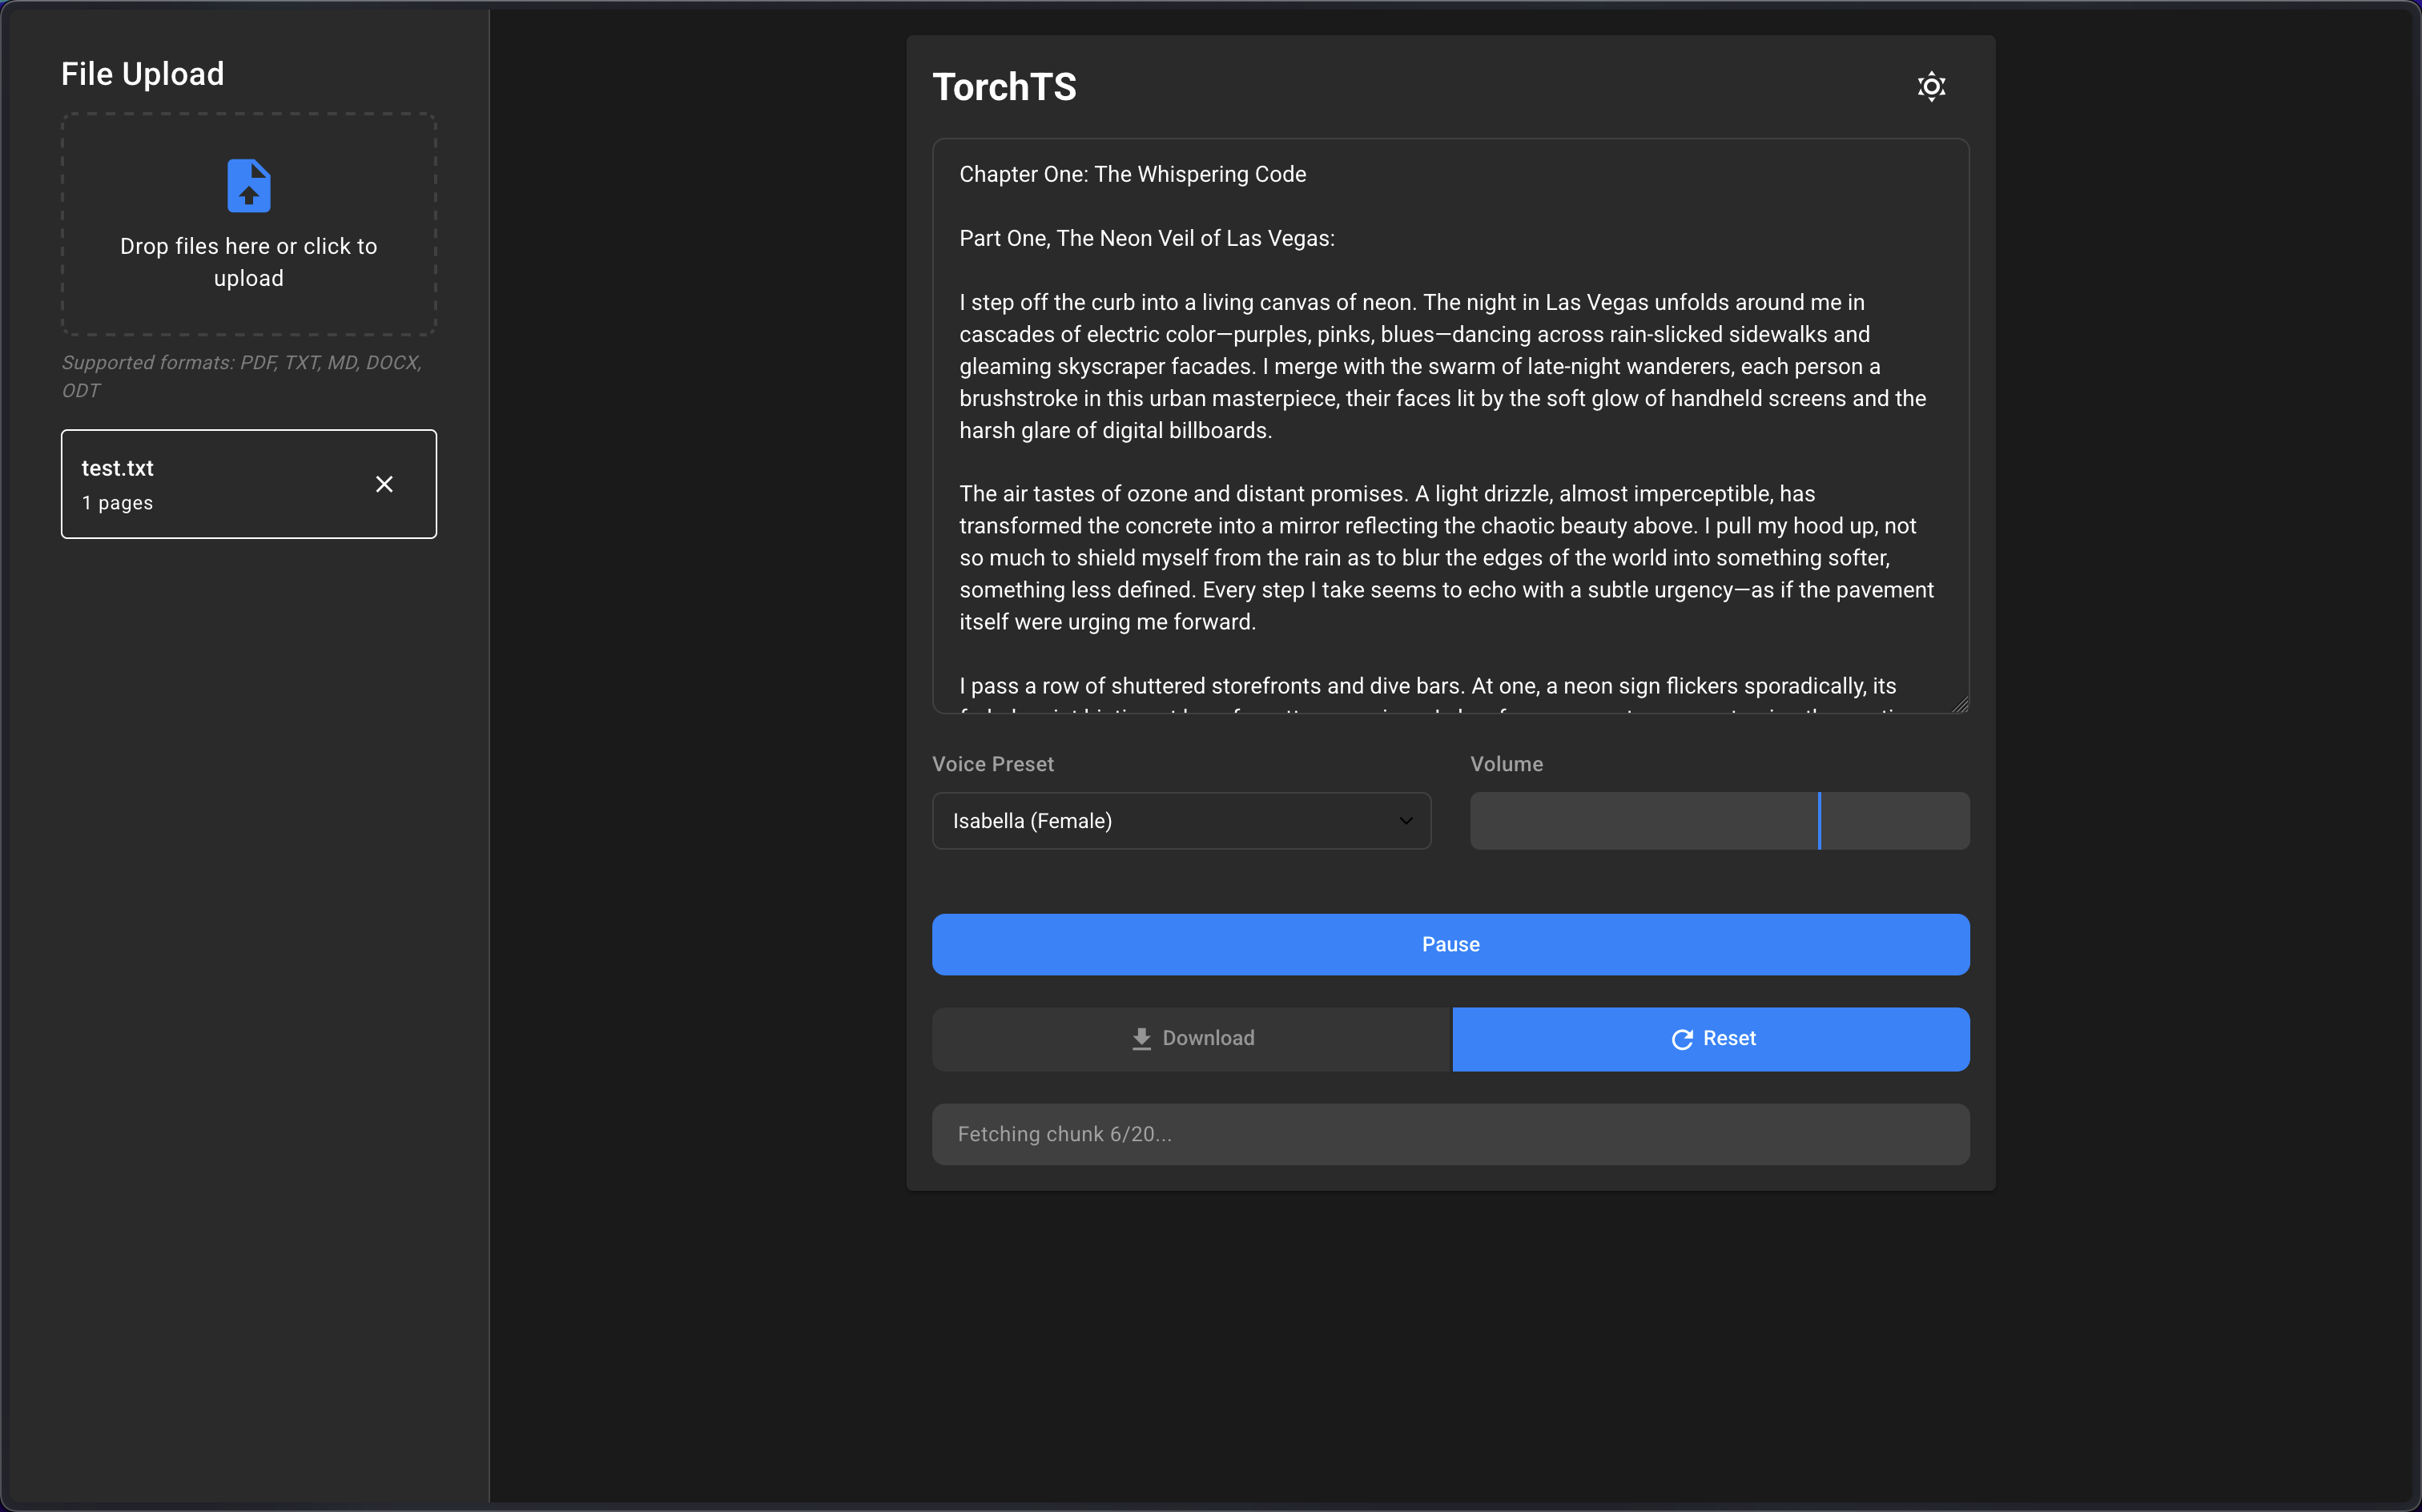 File Upload
Drop files here or click to
upload
Supported formats: PDF, TXT, MD, DOCX,
ODT
test.txt
1 pages
TorchTS
Chapter One: The Whispering Code
Part One, The Neon Veil of Las Vegas:
I step off the curb into a living canvas of neon. The night in Las Vegas unfolds around me in
cascades of electric color—purples, pinks, blues—dancing across rain-slicked sidewalks and
gleaming skyscraper facades. I merge with the swarm of late-night wanderers, each person a
brushstroke in this urban masterpiece, their faces lit by the soft glow of handheld screens and the
harsh glare of digital billboards.
The air tastes of ozone and distant promises. A light drizzle, almost imperceptible, has
transformed the concrete into a mirror reflecting the chaotic beauty above. I pull my hood up, not
so much to shield myself from the rain as to blur the edges of the world into something softer,
something less defined. Every step I take seems to echo with a subtle urgency—as if the pavement
itself were urging me forward.
I pass a row of shuttered storefronts and dive bars. At one, a neon sign flickers sporadically, its
Voice Preset
Volume
Isabella (Female)
Pause
Download
Reset
Fetching chunk 6/20...